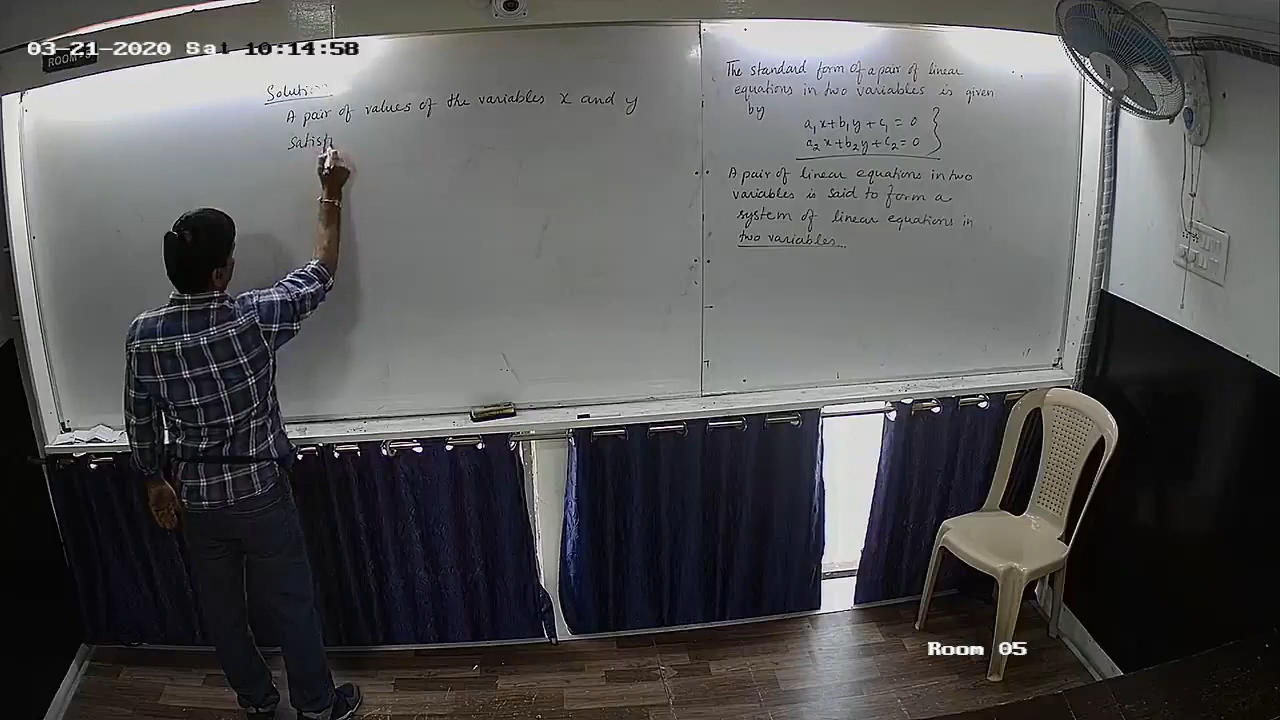 03-21-2020 Sat 10:14:58
ROOM
Solution
A pair of values of the variables x and y
satisf
The standard form of a pair of linear
equations in two variables is given
by
a₁x+b₁y+c₁=0
a₂x+b₂y+c₂=0
A pair of linear equations in two
variables is said to form a
system of linear equations in
two variables...
Room 05